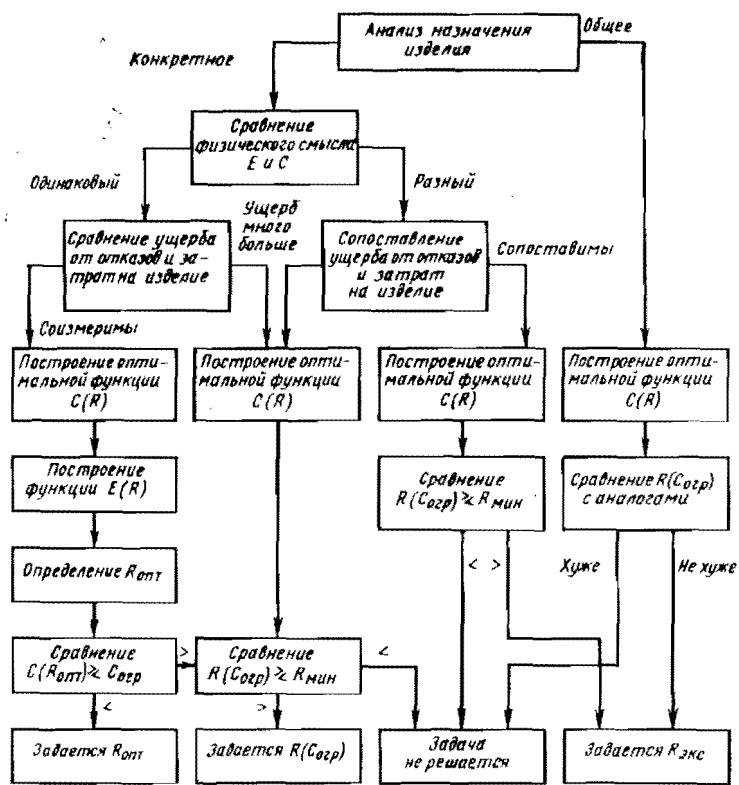 Анализ назначения
изделия
Общее
Конкретное
Сравнение
физического смысла
E и C
Одинаковый
Разный
Ущерб
много
больше
Сравнение ущерба
от отказов и за-
трат на изделие
Сопоставление
ущерба от отказов
и затрат
на изделие
Сопоставимы
Соизмеримы
Построение опти-
мальной функции
C(R)
Построение опти-
мальной функции
C(R)
Построение опти-
мальной функции
C(R)
Построение опти-
мальной функции
C(R)
Построение
функции E(R)
Сравнение
R(Cогр)⩾Rмин
Сравнение R(Cогр)
с аналогами
Определение Rопт
< >
Хуже
Не хуже
Сравнение
C(Rопт)⩾Cогр
>
Сравнение
R(Cогр)⩾Rмин
<
<
>
Задается Rопт
Задается R(Cогр)
Задача
не решается
Задается Rэкс